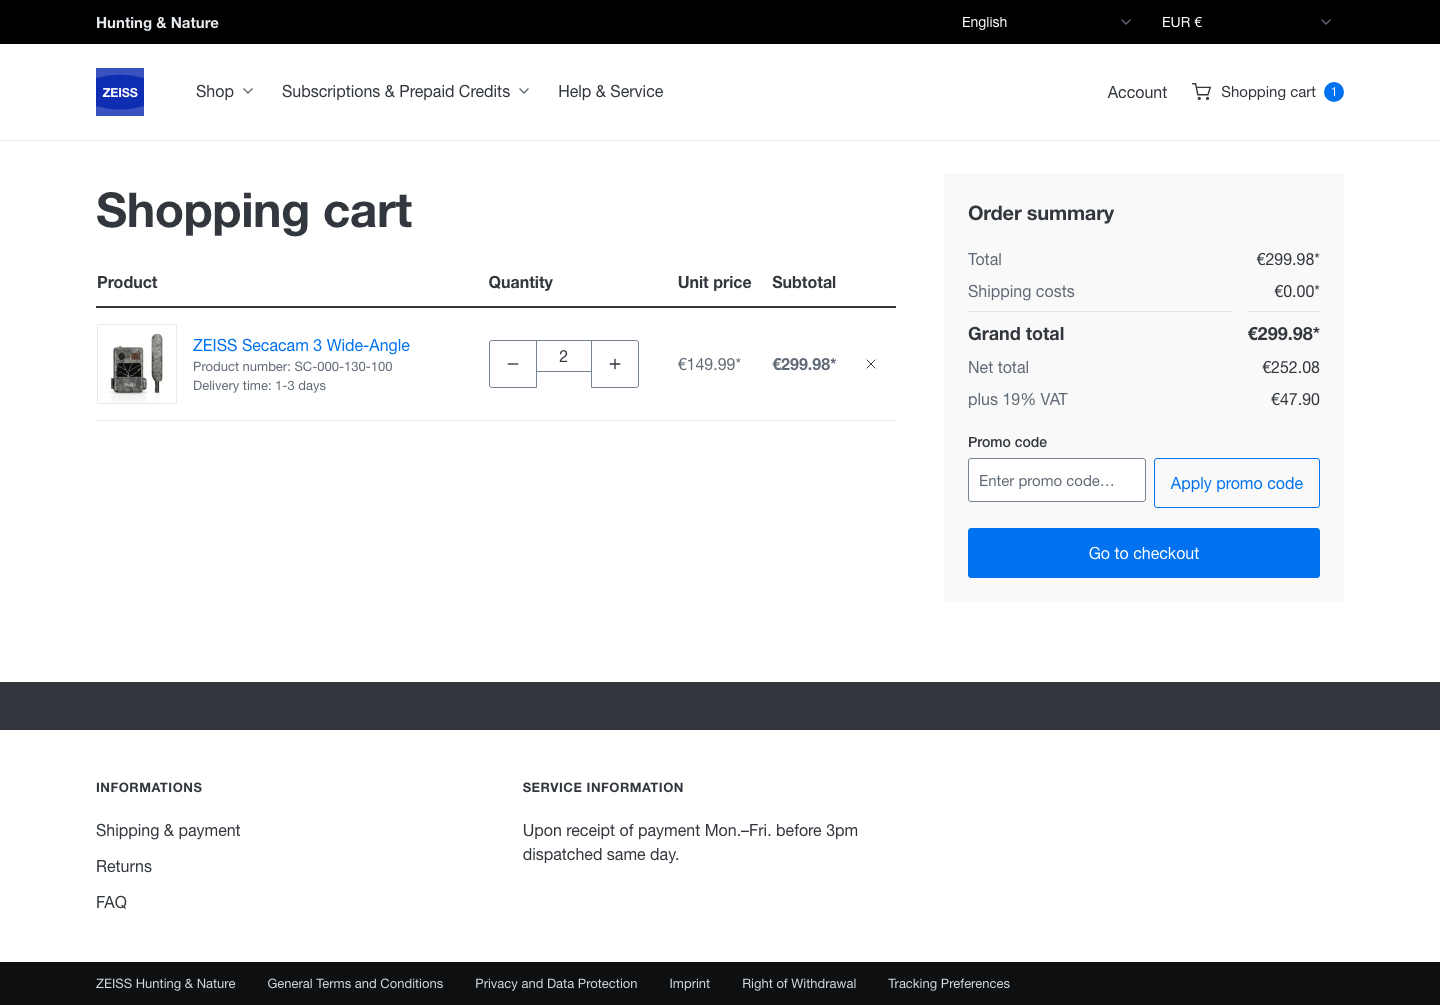 Hunting & Nature
English
EUR €
ZEISS
Shop
Subscriptions & Prepaid Credits
Help & Service
Account
Shopping cart
1
Shopping cart
Product
Quantity
Unit price
Subtotal
ZEISS Secacam 3 Wide-Angle
Product number: SC-000-130-100
Delivery time: 1-3 days
2
€149.99*
€299.98*
Order summary
Total
€299.98*
Shipping costs
€0.00*
Grand total
€299.98*
Net total
€252.08
plus 19% VAT
€47.90
Promo code
Enter promo code...
Apply promo code
Go to checkout
INFORMATIONS
Shipping & payment
Returns
FAQ
SERVICE INFORMATION
Upon receipt of payment Mon.–Fri. before 3pm
dispatched same day.
ZEISS Hunting & Nature
General Terms and Conditions
Privacy and Data Protection
Imprint
Right of Withdrawal
Tracking Preferences